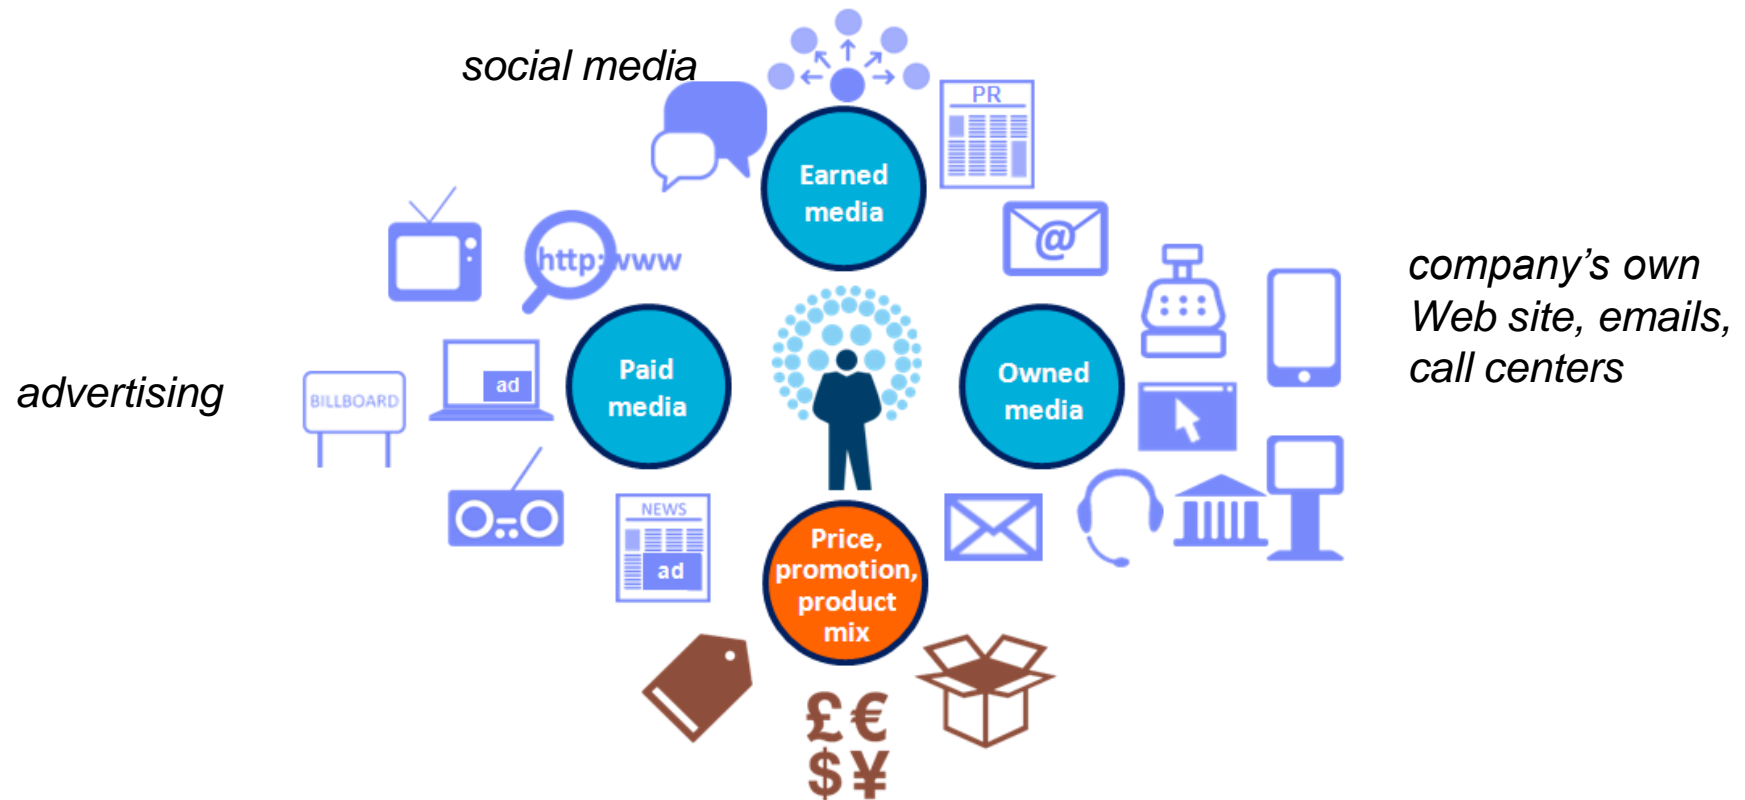 social media
PR
Earned
media
@
http:www
company’s own
Web site, emails,
call centers
advertising
BILLBOARD
ad
Paid
media
Owned
media
NEWS
ad
Price,
promotion,
product
mix
£€
$¥